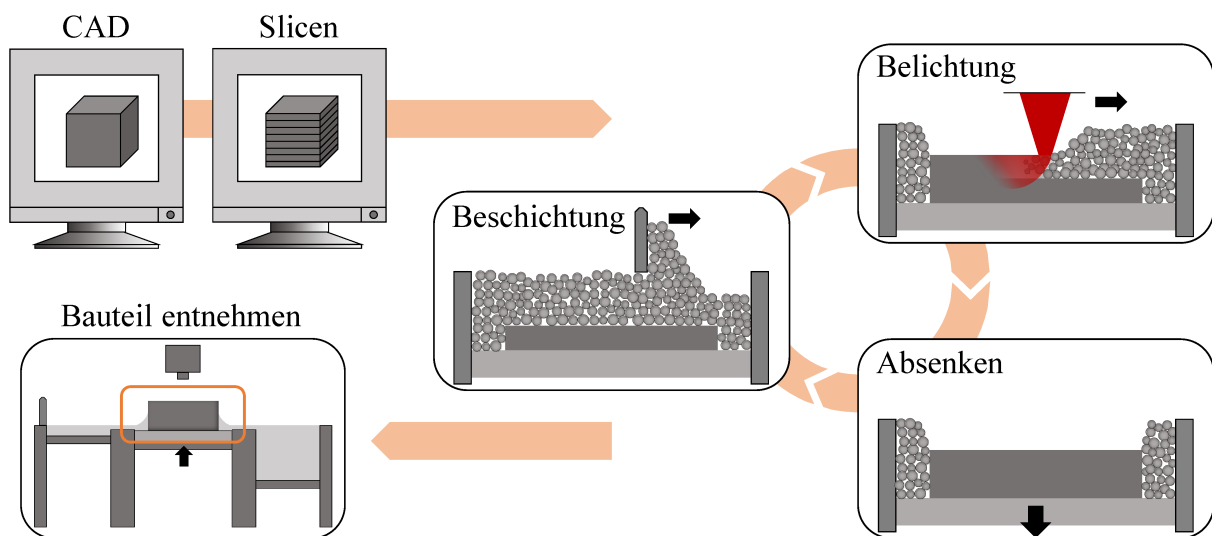 CAD
Slicen
Belichtung
Beschichtung
Bauteil entnehmen
Absenken